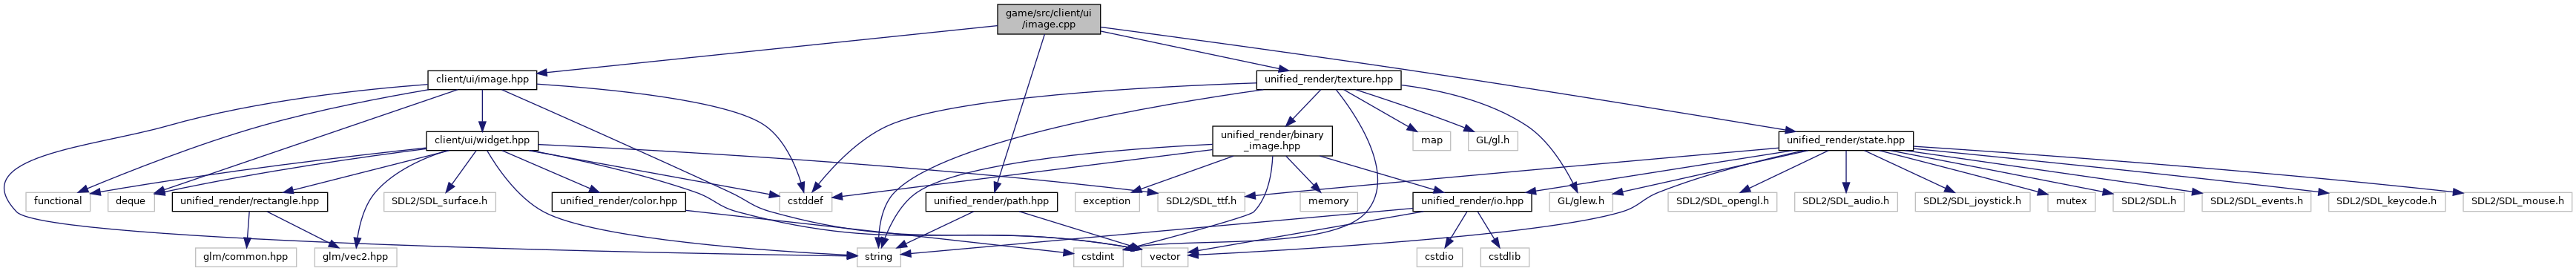 game/src/client/ui
/image.cpp
client/ui/image.hpp
unified_render/texture.hpp
client/ui/widget.hpp
unified_render/binary
_image.hpp
map
GL/gl.h
unified_render/state.hpp
functional
deque
unified_render/rectangle.hpp
SDL2/SDL_surface.h
unified_render/color.hpp
cstddef
unified_render/path.hpp
exception
SDL2/SDL_ttf.h
memory
unified_render/io.hpp
GL/glew.h
SDL2/SDL_opengl.h
SDL2/SDL_audio.h
SDL2/SDL_joystick.h
mutex
SDL2/SDL.h
SDL2/SDL_events.h
SDL2/SDL_keycode.h
SDL2/SDL_mouse.h
glm/common.hpp
glm/vec2.hpp
string
cstdint
vector
cstdio
cstdlib